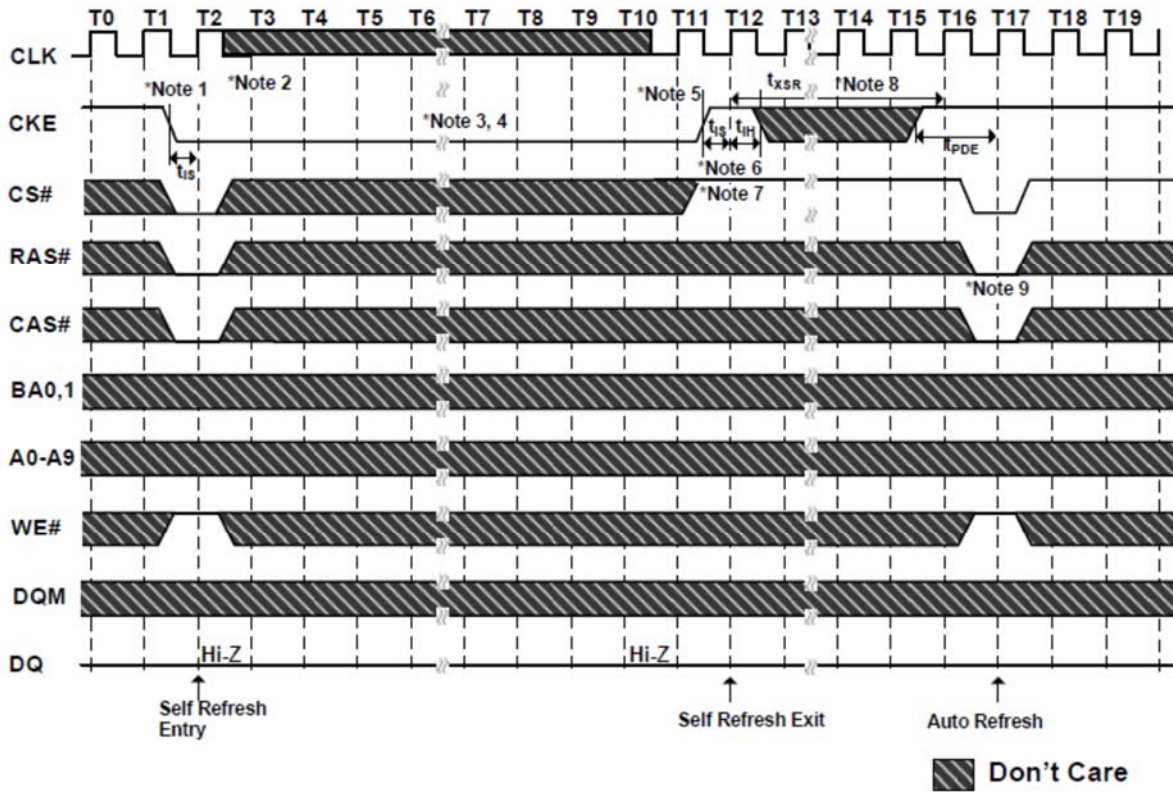 T0 T1 T2 T3 T4 T5 T6 T7 T8 T9 T10 T11 T12 T13 T14 T15 T16 T17 T18 T19
CLK
*Note 1 *Note 2 *Note 5 tXSR *Note 8
CKE *Note 3, 4 tIS tIH
tIS *Note 6 tPDE
CS# *Note 7
RAS#
*Note 9
CAS#
BA0,1
A0-A9
WE#
DQM
Hi-Z Hi-Z
DQ
Self Refresh Entry Self Refresh Exit Auto Refresh
Don't Care